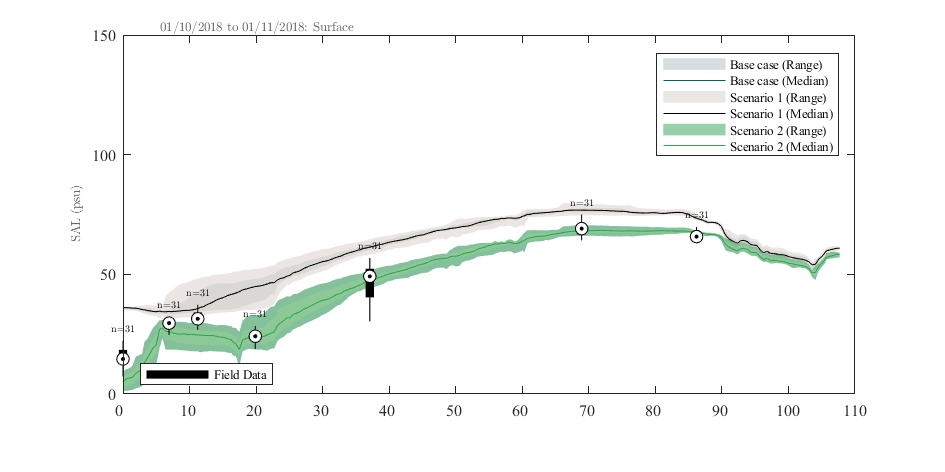 01/10/2018 to 01/11/2018: Surface
150
100
50
0
SAL (psu)
Base case (Range)
Base case (Median)
Scenario 1 (Range)
Scenario 1 (Median)
Scenario 2 (Range)
Scenario 2 (Median)
n=31
n=31
n=31
n=31
n=31
n=31
n=31
Field Data
0 10 20 30 40 50 60 70 80 90 100 110